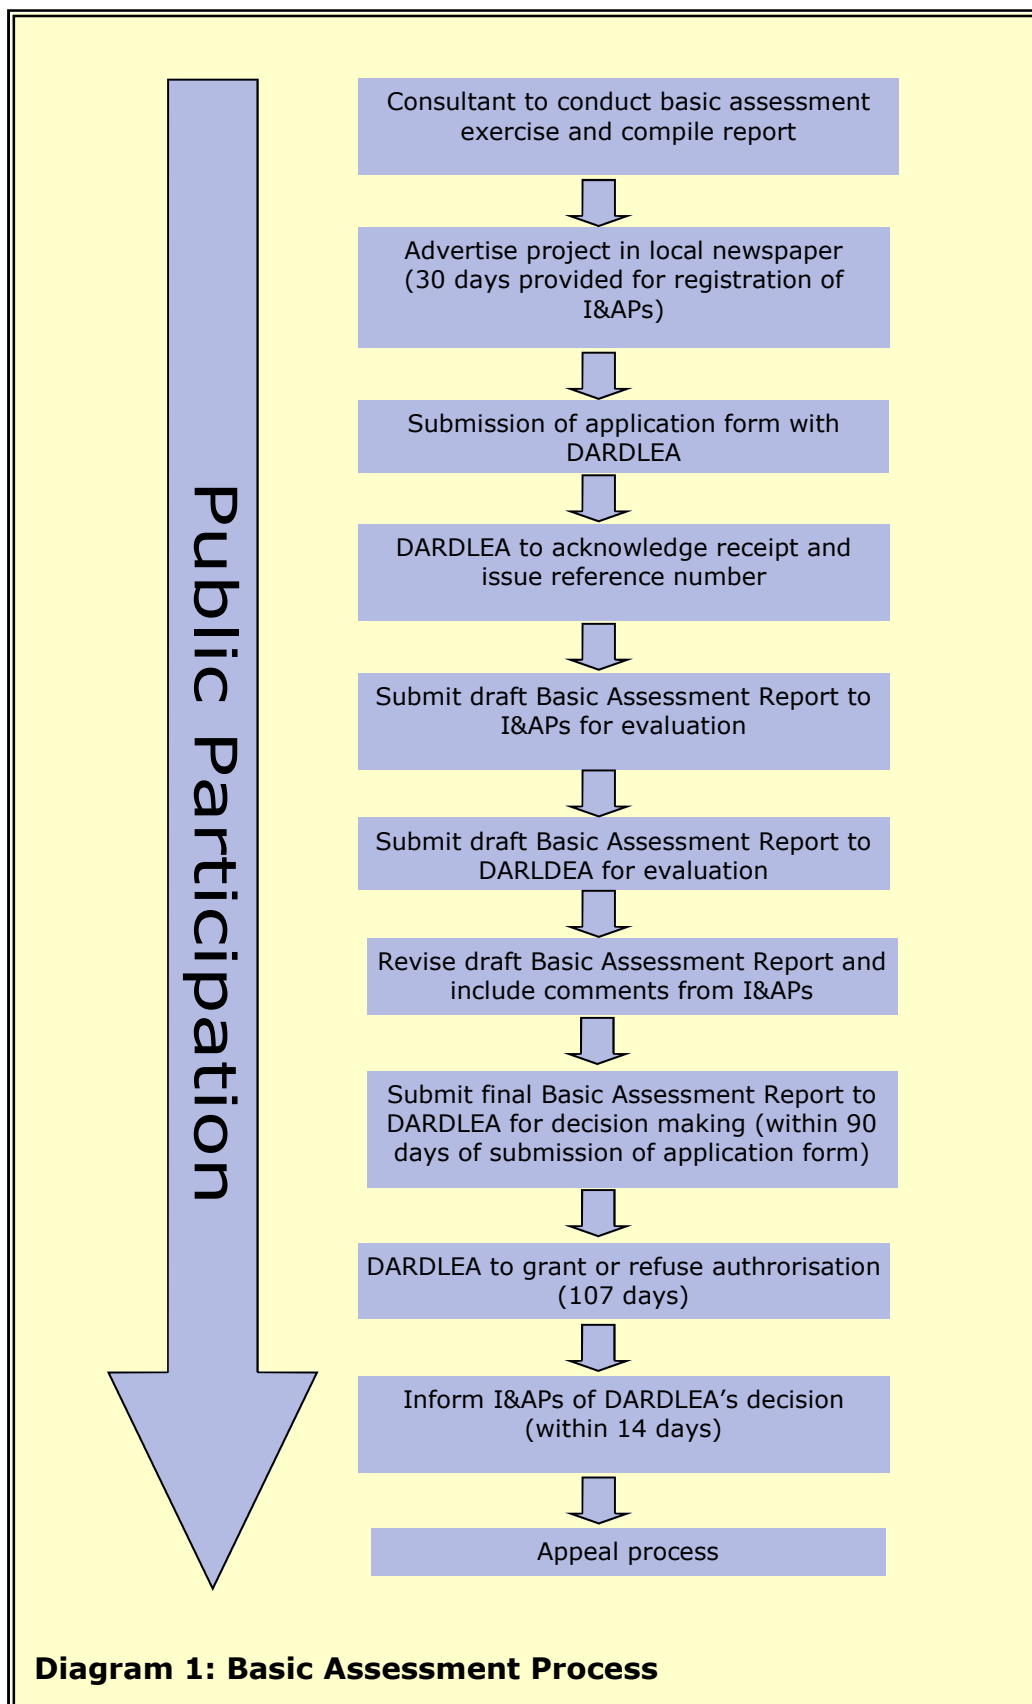 Public Participation
Consultant to conduct basic assessment
exercise and compile report
Advertise project in local newspaper
(30 days provided for registration of
I&APs)
Submission of application form with
DARDLEA
DARDLEA to acknowledge receipt and
issue reference number
Submit draft Basic Assessment Report to
I&APs for evaluation
Submit draft Basic Assessment Report to
DARLDEA for evaluation
Revise draft Basic Assessment Report and
include comments from I&APs
Submit final Basic Assessment Report to
DARDLEA for decision making (within 90
days of submission of application form)
DARDLEA to grant or refuse authrorisation
(107 days)
Inform I&APs of DARDLEA’s decision
(within 14 days)
Appeal process
Diagram 1: Basic Assessment Process